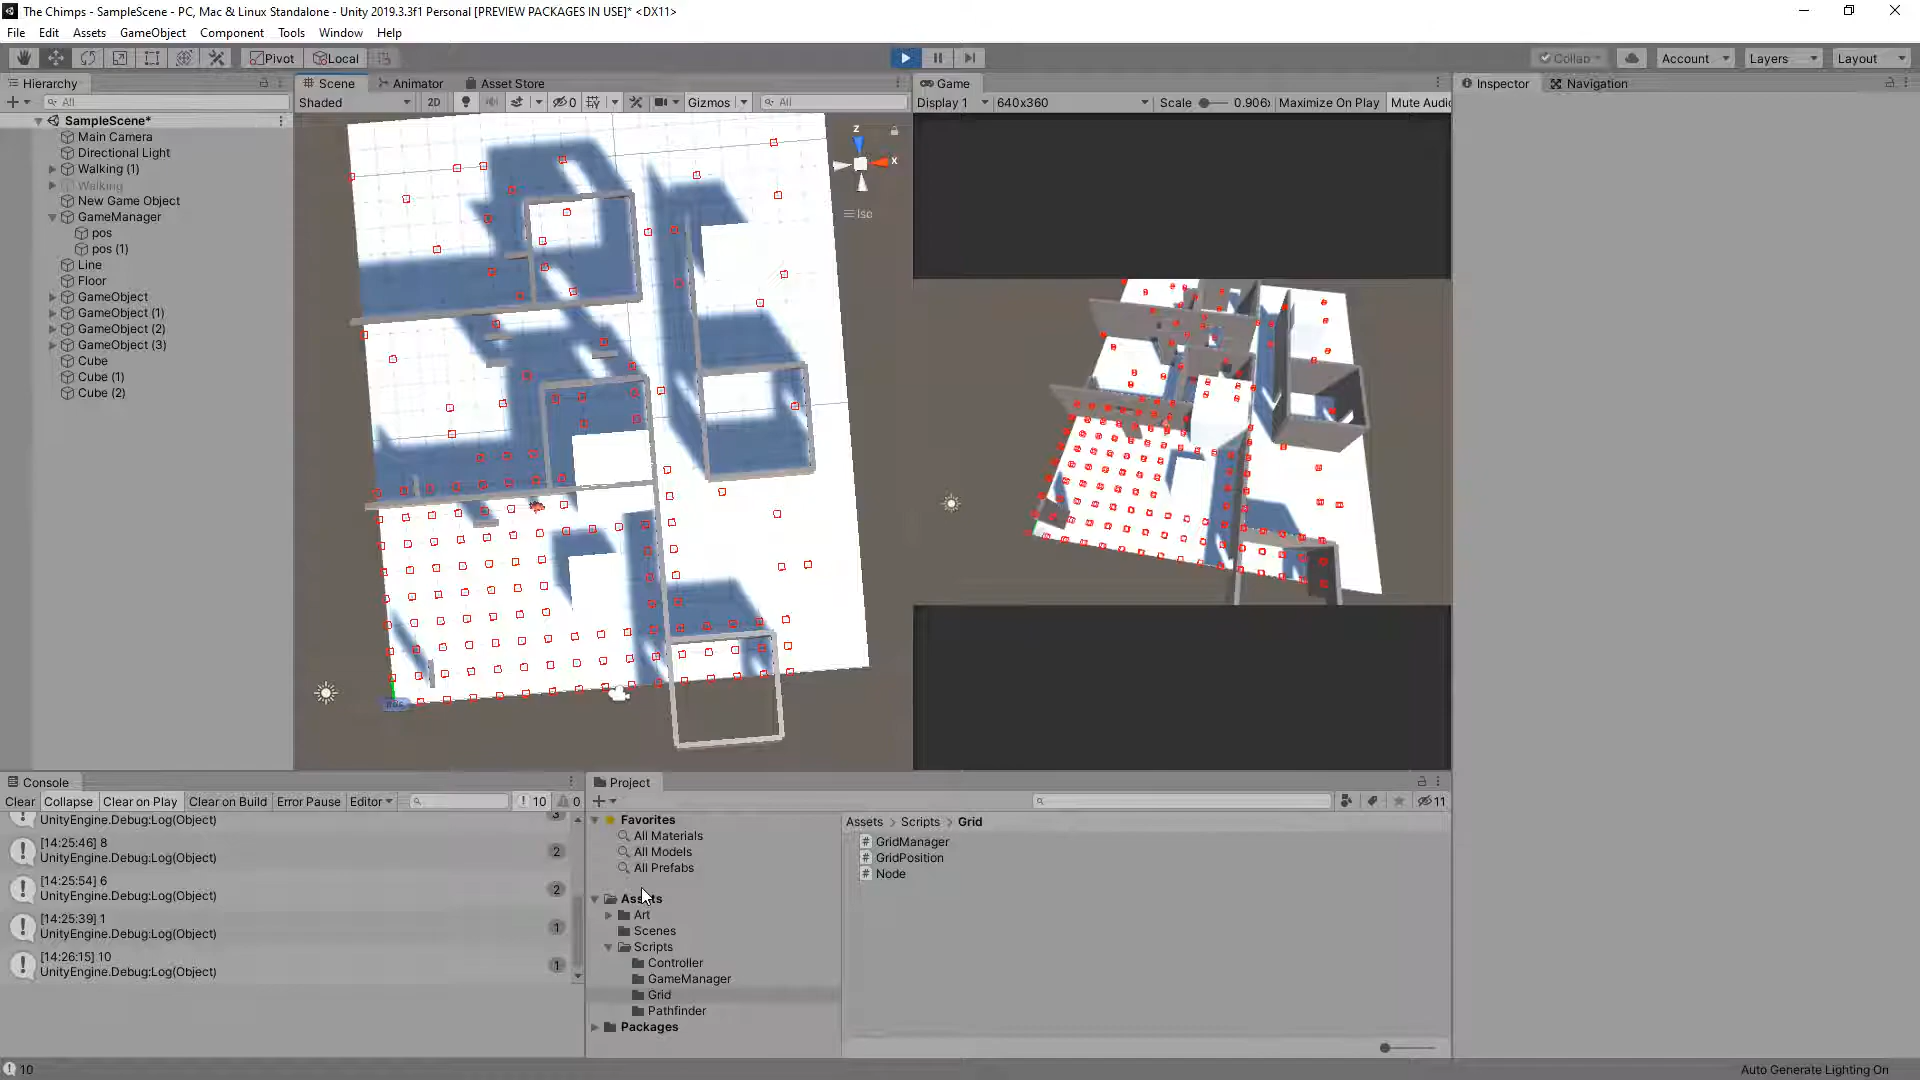 The Chimps - SampleScene - PC, Mac & Linux Standalone - Unity 2019.3.3f1 Personal [PREVIEW PACKAGES IN USE]* <DX11>
File Edit Assets GameObject Component Tools Window Help
Pivot Local Collab Account Layers Layout
Hierarchy Scene Animator Asset Store Game Inspector Navigation
All Shaded 2D 0 Gizmos All Display 1 640x360 Scale 0.906x Maximize On Play Mute Audio
SampleScene*
Main Camera
Directional Light
Walking (1)
Walking
New Game Object
GameManager
pos
pos (1)
Line
Floor
GameObject
GameObject (1)
GameObject (2)
GameObject (3)
Cube
Cube (1)
Cube (2)
z
x
Iso
Console
Clear Collapse Clear on Play Clear on Build Error Pause Editor 10 0
UnityEngine.Debug:Log(Object) 3
[14:25:46] 8
UnityEngine.Debug:Log(Object) 2
[14:25:54] 6
UnityEngine.Debug:Log(Object) 2
[14:25:39] 1
UnityEngine.Debug:Log(Object) 1
[14:26:15] 10
UnityEngine.Debug:Log(Object) 1
Project
11
Favorites
All Materials
All Models
All Prefabs
Assets
Art
Scenes
Scripts
Controller
GameManager
Grid
Pathfinder
Packages
Assets > Scripts > Grid
GridManager
GridPosition
Node
10
Auto Generate Lighting On